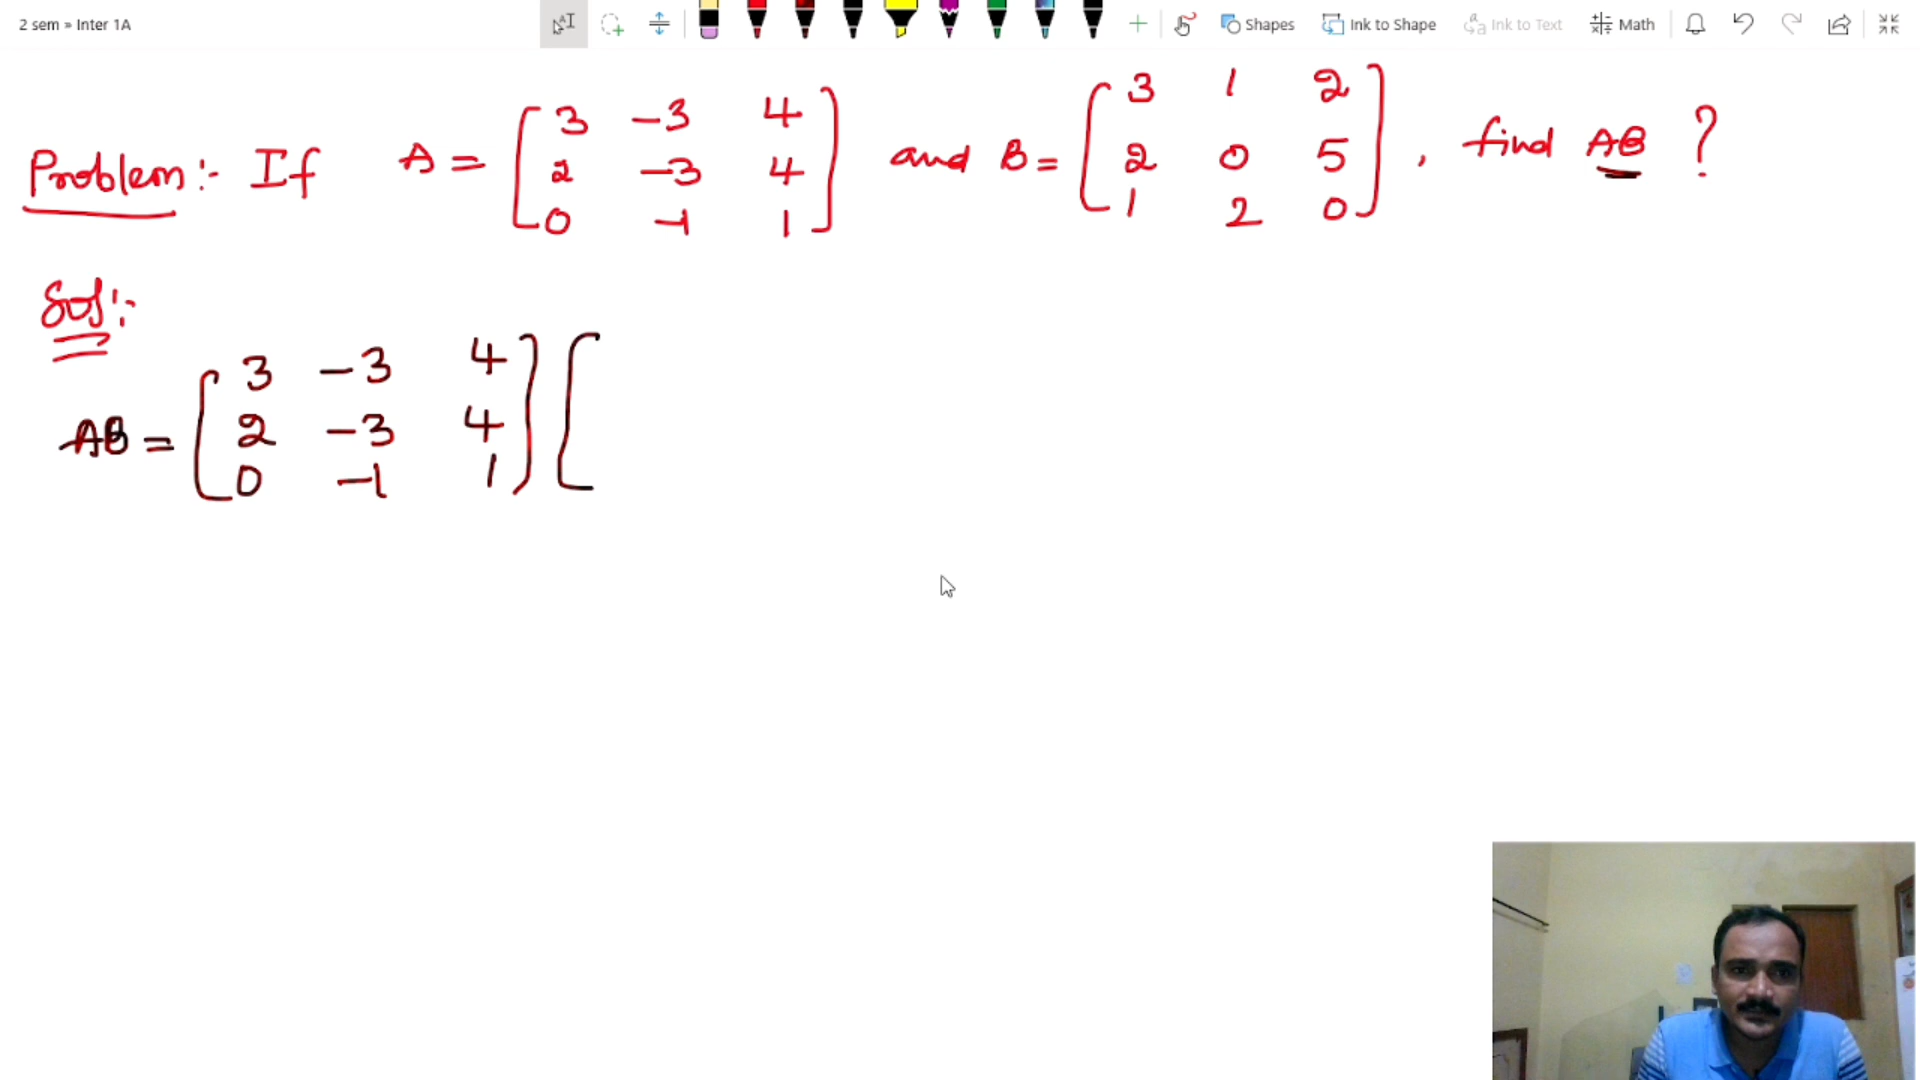 2 sem » Inter 1A
Shapes Ink to Shape Ink to Text Math
Problem:- If A = [3 -3 4
2 -3 4
0 -1 1] and B = [3 1 2
2 0 5
1 2 0], find AB ?
Sol:-
AB = [3 -3 4
2 -3 4
0 -1 1] [